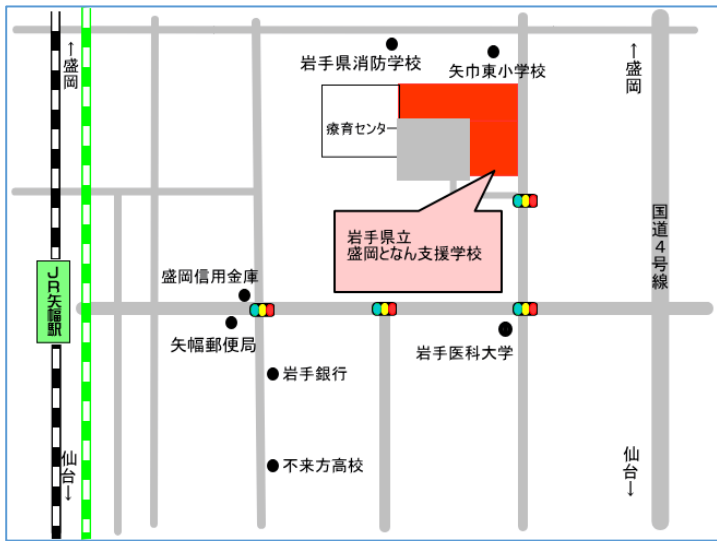 ↑盛岡
岩手県消防学校
矢巾東小学校
↑盛岡
療育センター
岩手県立
盛岡となん支援学校
国道4号線
JR矢幅駅
盛岡信用金庫
矢幅郵便局
岩手医科大学
岩手銀行
不来方高校
仙台↓
仙台↓